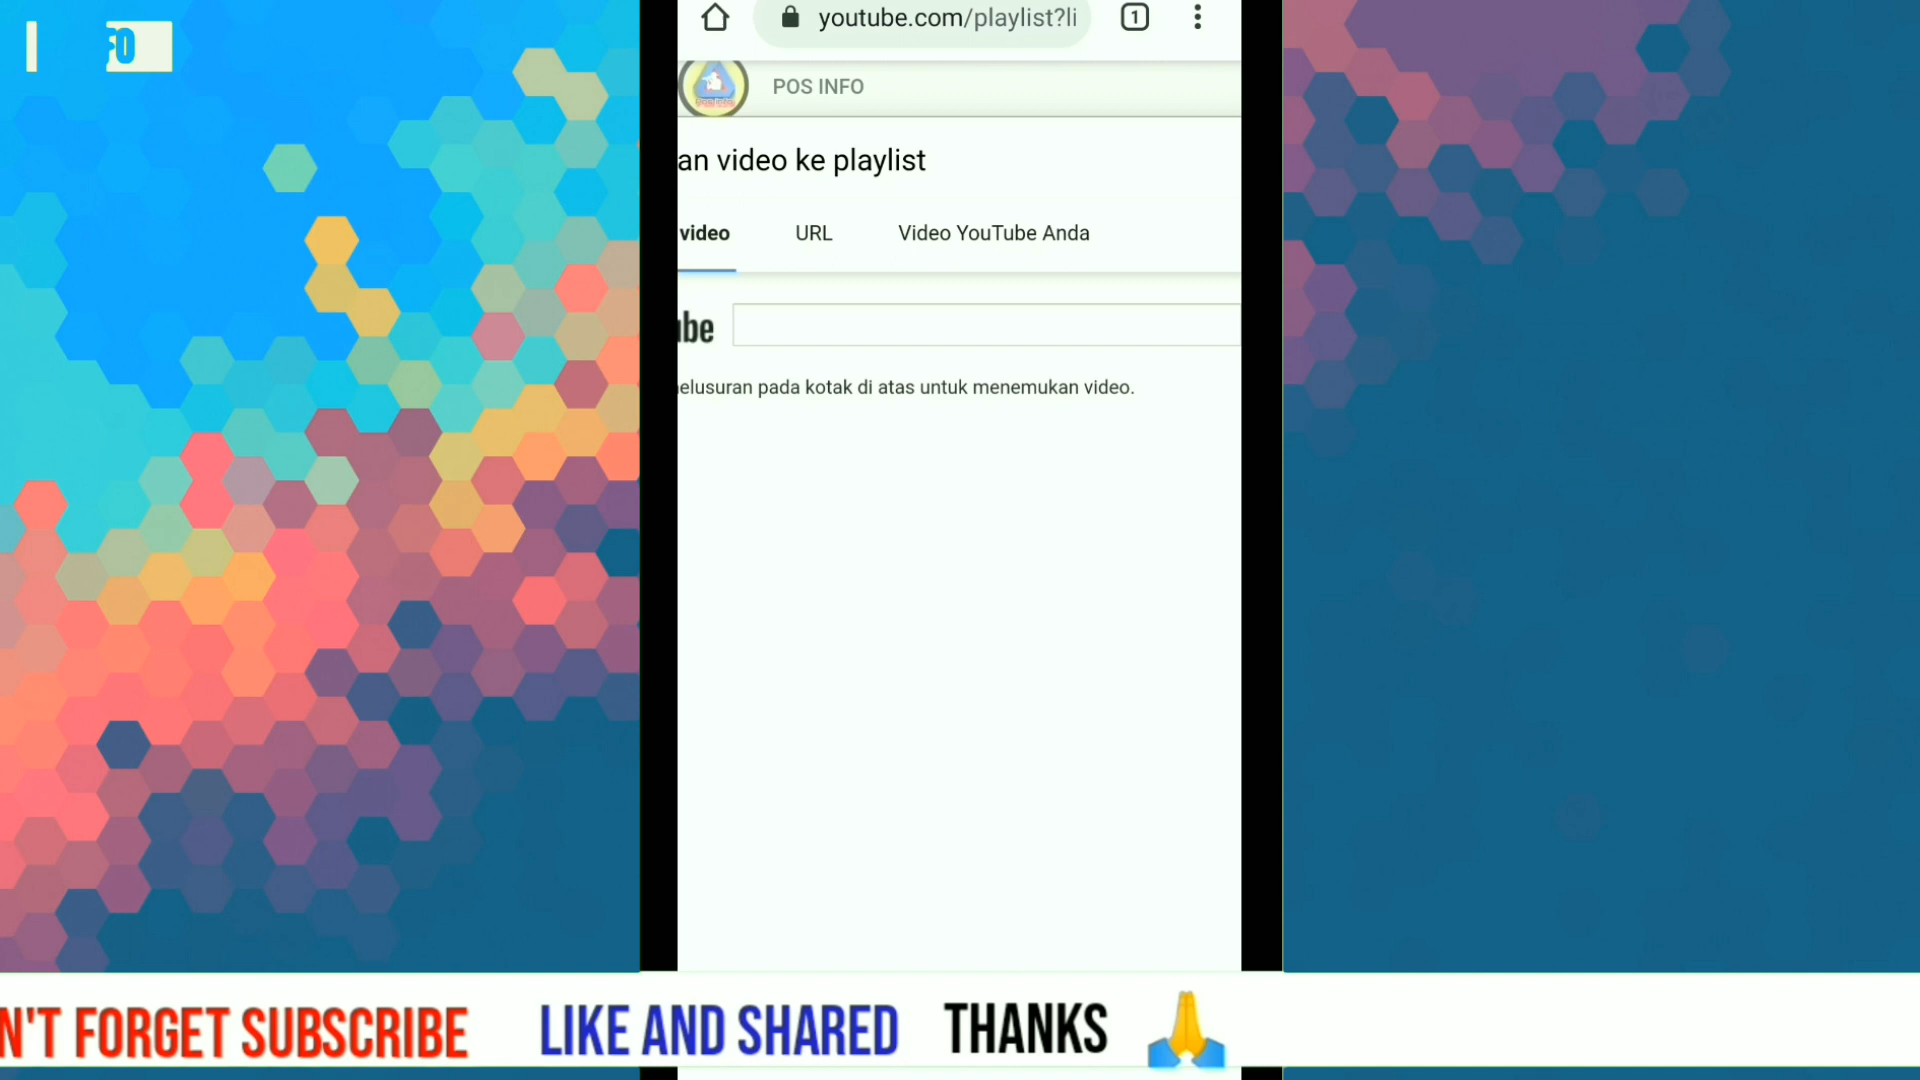 youtube.com/playlist?li
1
POS INFO
an video ke playlist
video URL Video YouTube Anda
be
elusuran pada kotak di atas untuk menemukan video.
N'T FORGET SUBSCRIBE LIKE AND SHARED THANKS 🙏